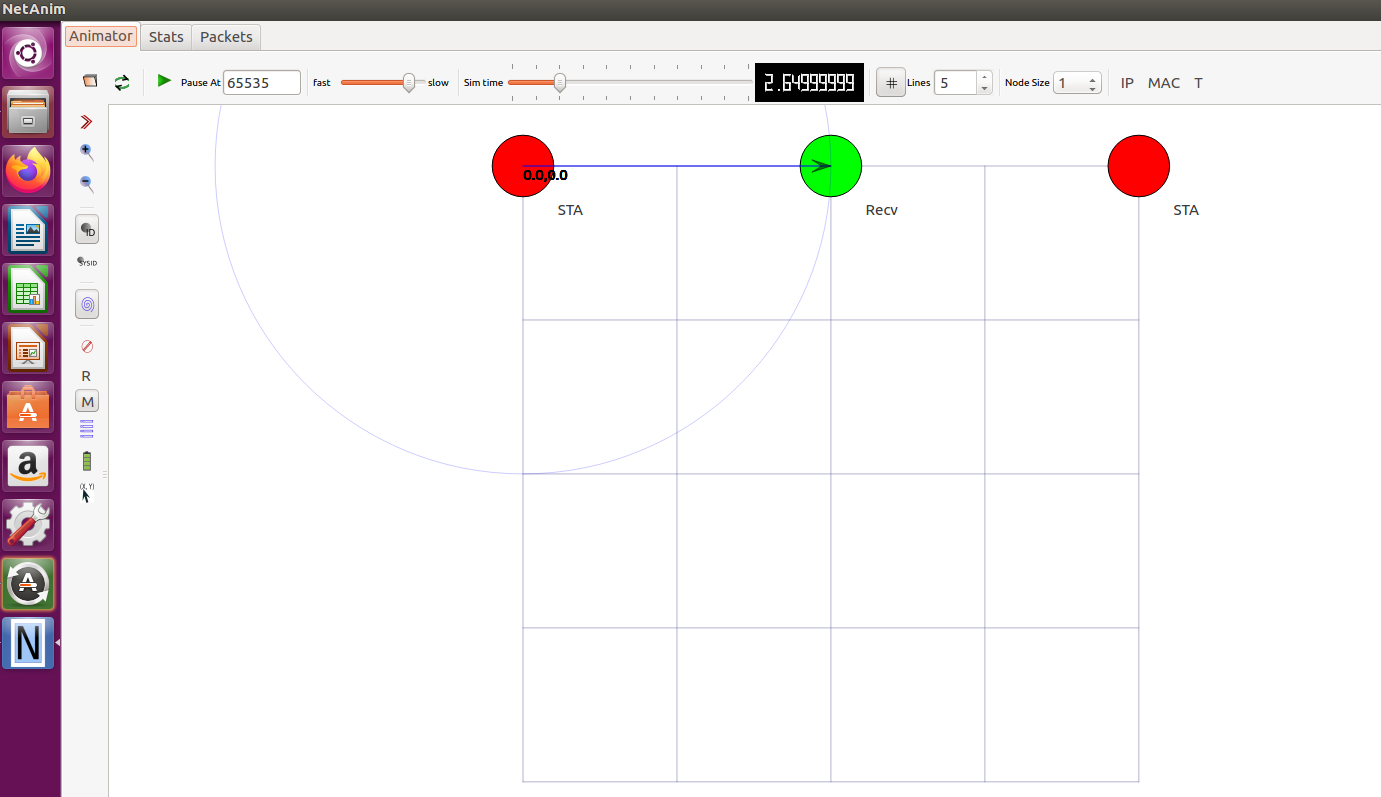 NetAnim
Animator Stats Packets
Pause At 65535 fast slow Sim time 2.64999999 # Lines 5 Node Size 1 IP MAC T
0.0,0.0
STA Recv STA
ID
SYSID
R
M
(X, Y)
a
N